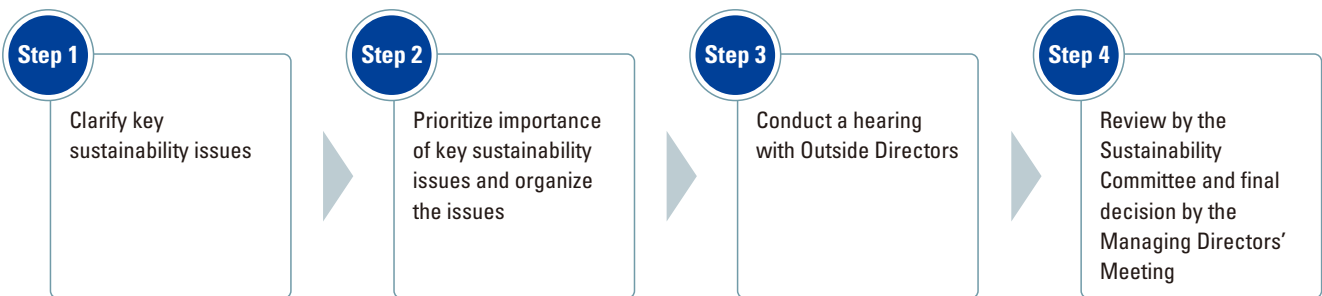 Step 1
Clarify key
sustainability issues
Step 2
Prioritize importance
of key sustainability
issues and organize
the issues
Step 3
Conduct a hearing
with Outside Directors
Step 4
Review by the
Sustainability
Committee and final
decision by the
Managing Directors’
Meeting